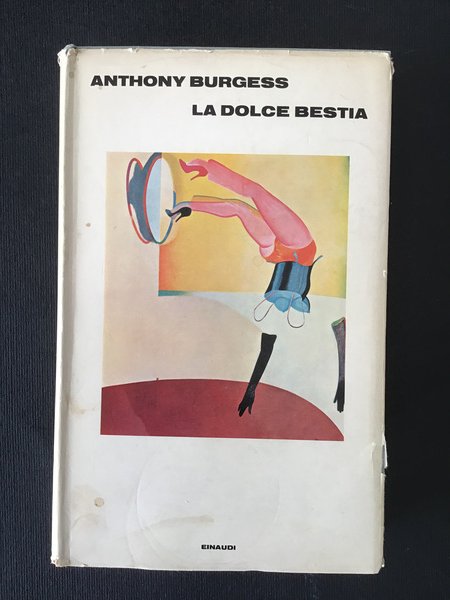 ANTHONY BURGESS
LA DOLCE BESTIA
EINAUDI